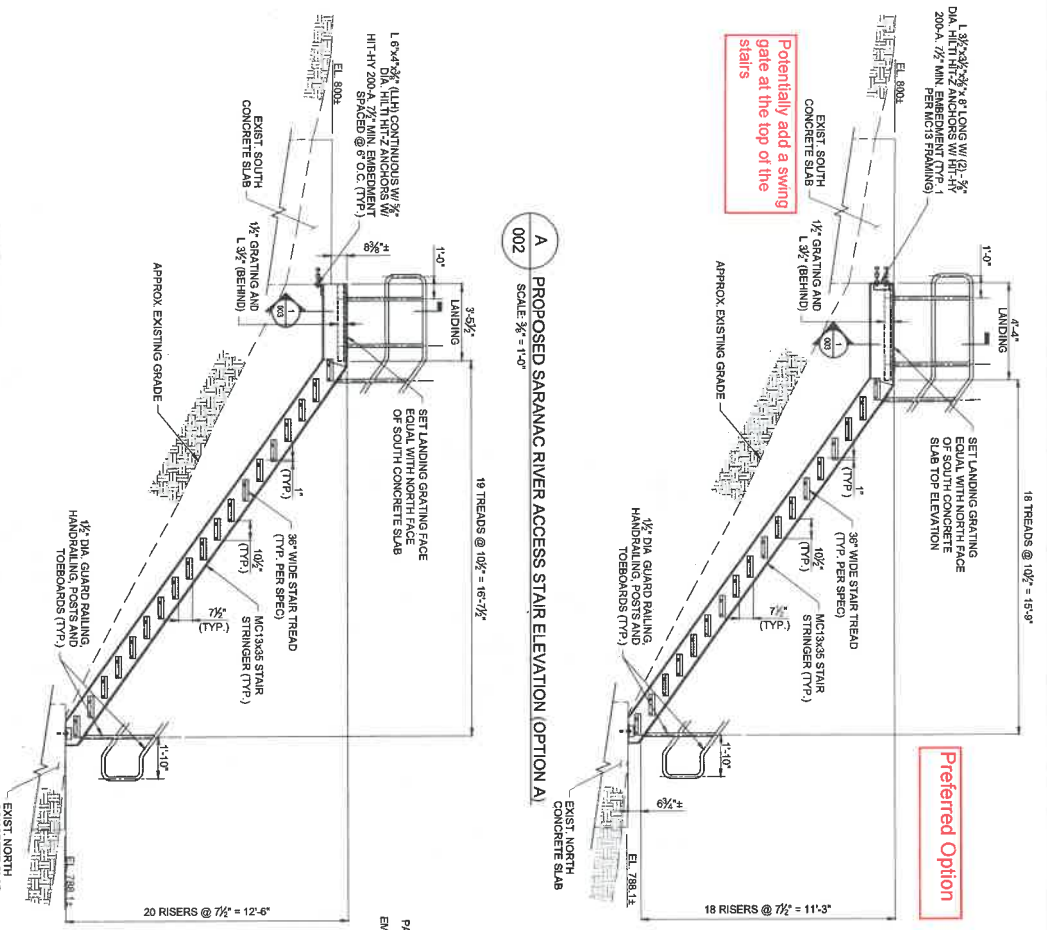 L 3½"x3½"x⅜"x 8" LONG W/ (2) - ⅝"
DIA. HILTI HIT-Z ANCHORS W/ HIT-HY
200-A. 7½" MIN. EMBEDMENT (TYP. 1
PER MC13 FRAMING)
EL. 800±
Potentially add a swing
gate at the top of the
stairs
EXIST. SOUTH
CONCRETE SLAB
1½" GRATING AND
L 3½" (BEHIND)
1
003
APPROX. EXISTING GRADE
1'-0"
4'-4"
LANDING
18 TREADS @ 10½" = 15'-9"
SET LANDING GRATING
EQUAL WITH NORTH FACE
OF SOUTH CONCRETE
SLAB TOP ELEVATION
1"
(TYP.)
36" WIDE STAIR TREAD
(TYP. PER SPEC)
10½"
(TYP.)
MC13x35 STAIR
STRINGER (TYP.)
7½"
(TYP.)
1½" DIA. GUARD RAILING,
HANDRAILING, POSTS AND
TOEBOARDS (TYP.)
1'-10"
Preferred Option
6¾"±
EXIST. NORTH
CONCRETE SLAB
EL. 788.1±
18 RISERS @ 7½" = 11'-3"
A
002
PROPOSED SARANAC RIVER ACCESS STAIR ELEVATION (OPTION A)
SCALE: ⅜" = 1'-0"
L 6"x4"x⅜" (LLH) CONTINUOUS W/ ⅝"
DIA. HILTI HIT-Z ANCHORS W/
HIT-HY 200-A. 7½" MIN. EMBEDMENT
SPACED @ 6" O.C. (TYP.)
EL. 800±
EXIST. SOUTH
CONCRETE SLAB
1½" GRATING AND
L 3½" (BEHIND)
1
003
APPROX. EXISTING GRADE
8⅜"±
1'-0"
3'-5½"
LANDING
19 TREADS @ 10½" = 16'-7½"
SET LANDING GRATING FACE
EQUAL WITH NORTH FACE
OF SOUTH CONCRETE SLAB
1"
(TYP.)
36" WIDE STAIR TREAD
(TYP. PER SPEC)
10½"
(TYP.)
MC13x35 STAIR
STRINGER (TYP.)
7½"
(TYP.)
1½" DIA. GUARD RAILING,
HANDRAILING, POSTS AND
TOEBOARDS (TYP.)
1'-10"
EXIST. NORTH
EL. 788.1±
20 RISERS @ 7½" = 12'-6"